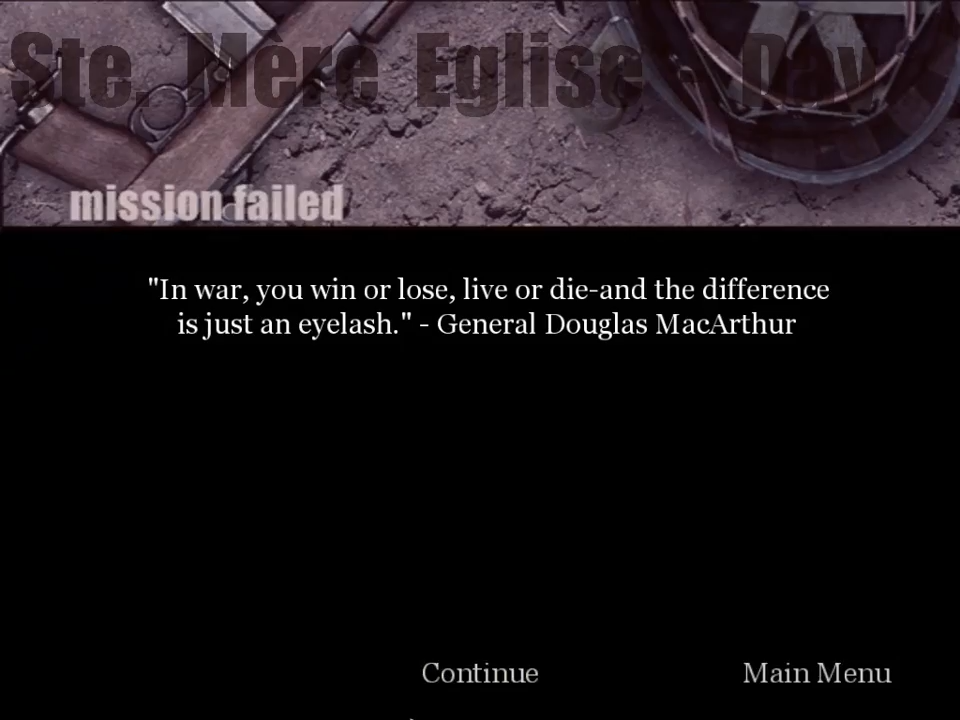 Ste. Mere Eglise - Day
mission failed
"In war, you win or lose, live or die-and the difference
is just an eyelash." - General Douglas MacArthur
Continue
Main Menu